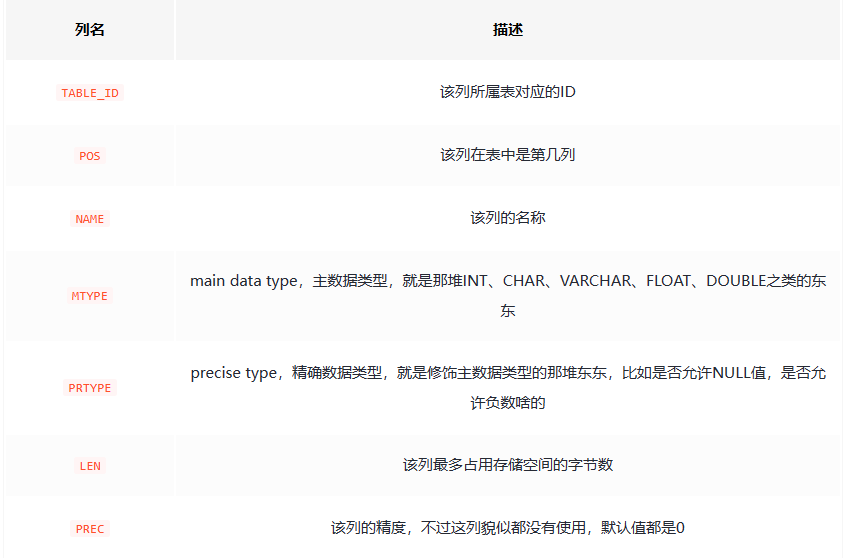 列名 描述
TABLE_ID 该列所属表对应的ID
POS 该列在表中是第几列
NAME 该列的名称
MTYPE main data type，主数据类型，就是那堆INT、CHAR、VARCHAR、FLOAT、DOUBLE之类的东
东
PRTYPE precise type，精确数据类型，就是修饰主数据类型的那堆东东，比如是否允许NULL值，是否允
许负数啥的
LEN 该列最多占用存储空间的字节数
PREC 该列的精度，不过这列貌似都没有使用，默认值都是0